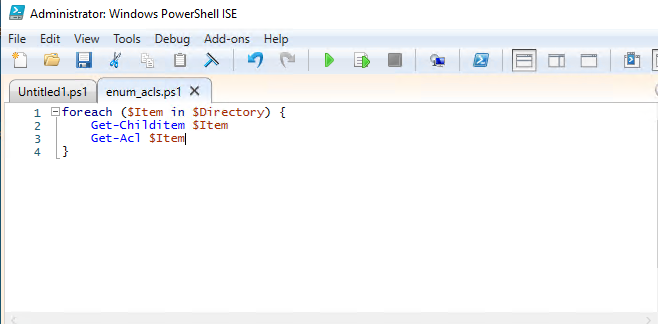 Administrator: Windows PowerShell ISE
File Edit View Tools Debug Add-ons Help
Untitled1.ps1 enum_acls.ps1 X
1 foreach ($Item in $Directory) {
2 Get-Childitem $Item
3 Get-Acl $Item
4 }